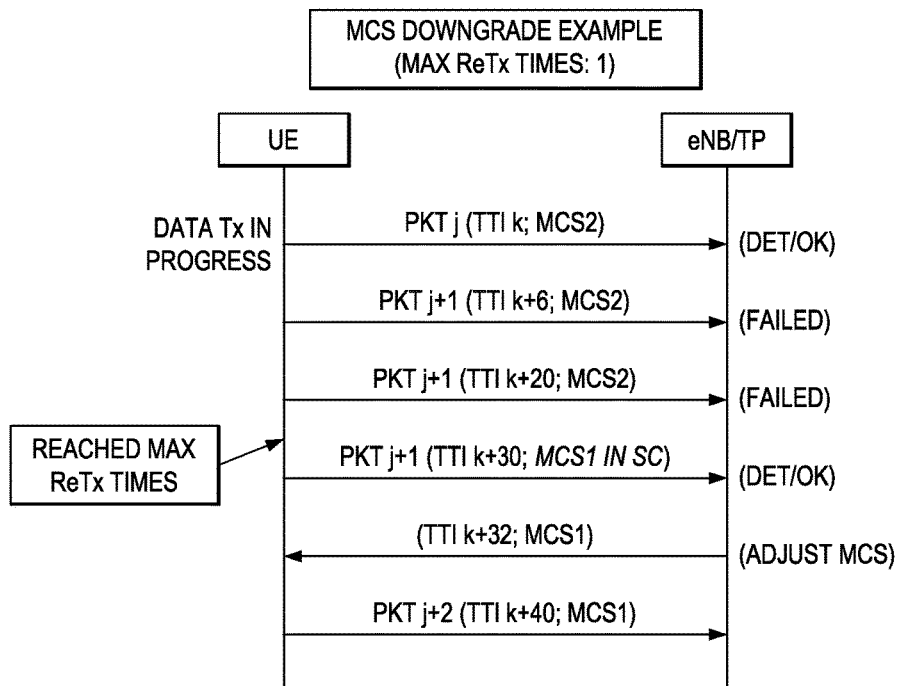 MCS DOWNGRADE EXAMPLE
(MAX ReTx TIMES: 1)
UE
eNB/TP
DATA Tx IN
PROGRESS
PKT j (TTI k; MCS2)
(DET/OK)
PKT j+1 (TTI k+6; MCS2)
(FAILED)
PKT j+1 (TTI k+20; MCS2)
(FAILED)
REACHED MAX
ReTx TIMES
PKT j+1 (TTI k+30; MCS1 IN SC)
(DET/OK)
(TTI k+32; MCS1)
(ADJUST MCS)
PKT j+2 (TTI k+40; MCS1)